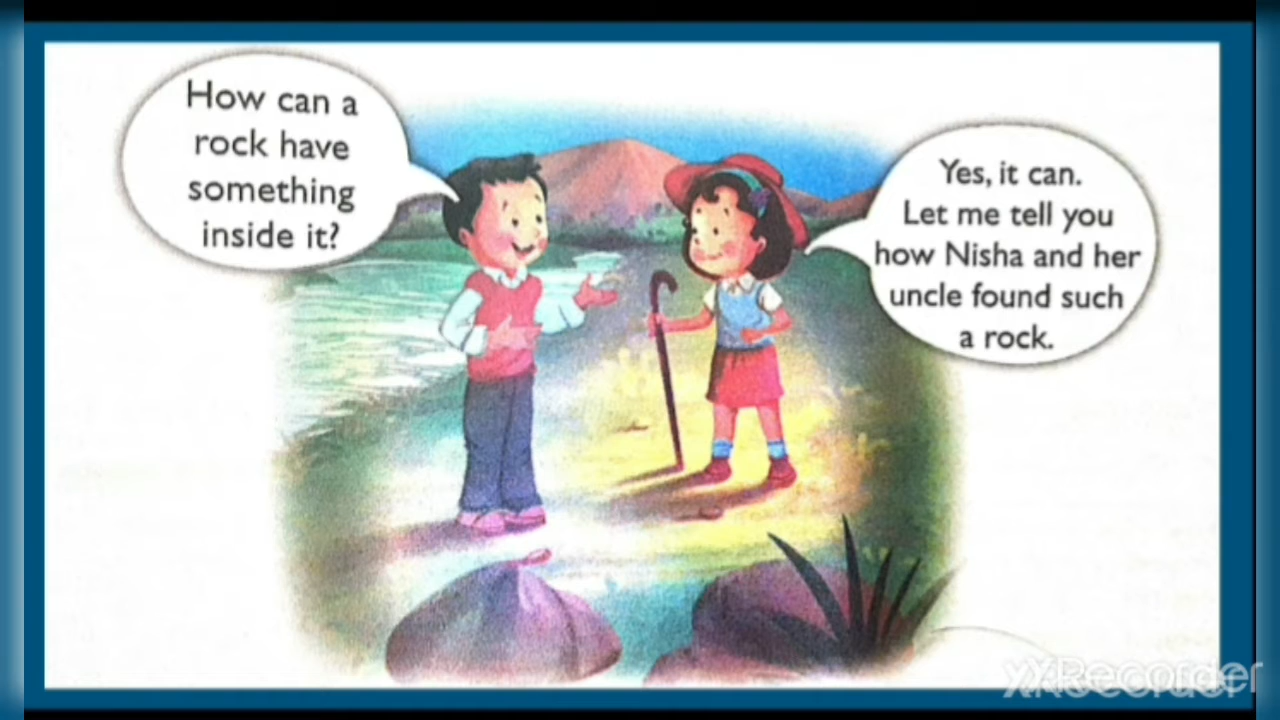 How can a
rock have
something
inside it?
Yes, it can.
Let me tell you
how Nisha and her
uncle found such
a rock.
XXRecorder